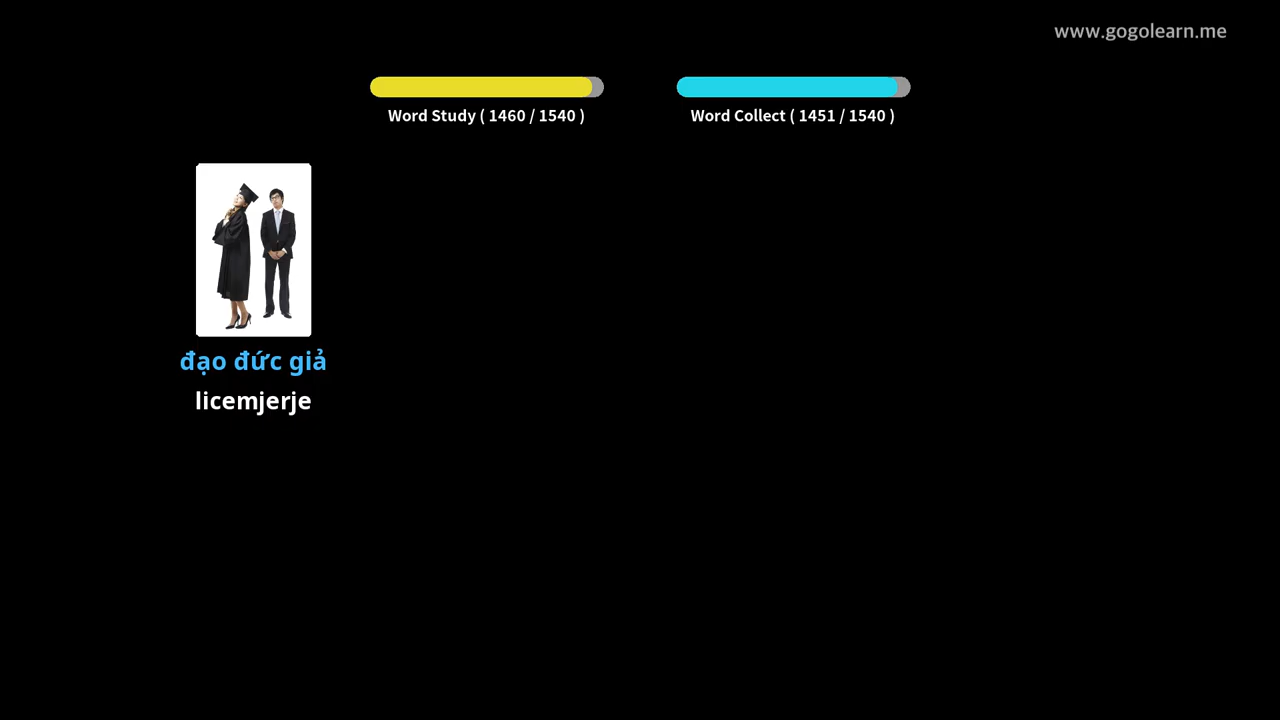 www.gogolearn.me
Word Study ( 1460 / 1540 )
Word Collect ( 1451 / 1540 )
đạo đức giả
licemjerje